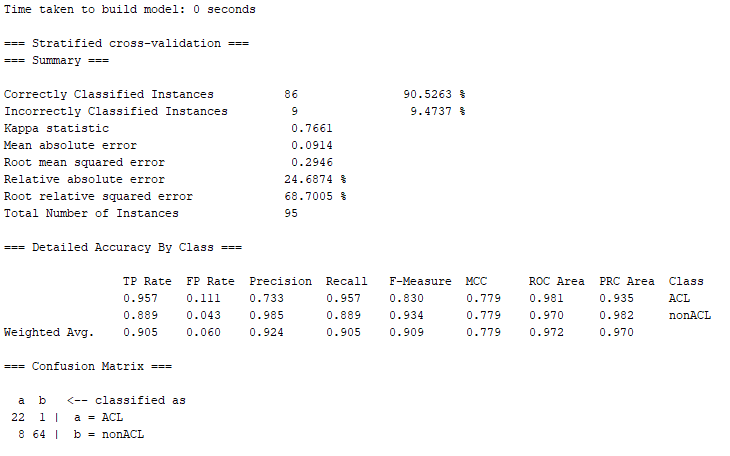 Time taken to build model: 0 seconds
=== Stratified cross-validation ===
=== Summary ===
Correctly Classified Instances 86 90.5263 %
Incorrectly Classified Instances 9 9.4737 %
Kappa statistic 0.7661
Mean absolute error 0.0914
Root mean squared error 0.2946
Relative absolute error 24.6874 %
Root relative squared error 68.7005 %
Total Number of Instances 95
=== Detailed Accuracy By Class ===
TP Rate FP Rate Precision Recall F-Measure MCC ROC Area PRC Area Class
0.957 0.111 0.733 0.957 0.830 0.779 0.981 0.935 ACL
0.889 0.043 0.985 0.889 0.934 0.779 0.970 0.982 nonACL
Weighted Avg. 0.905 0.060 0.924 0.905 0.909 0.779 0.972 0.970
=== Confusion Matrix ===
a b <-- classified as
22 1 | a = ACL
8 64 | b = nonACL